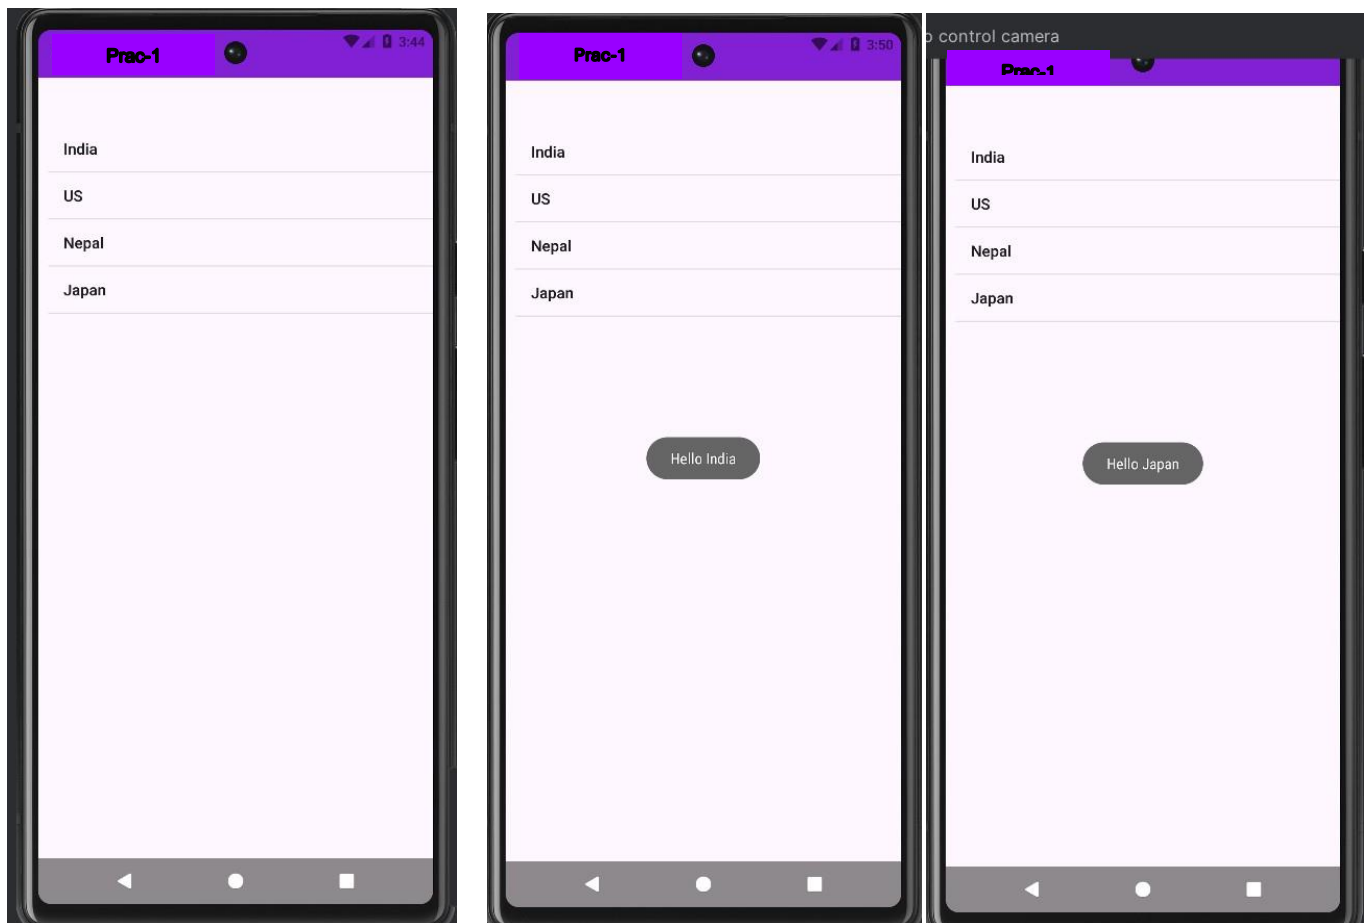 Prac-1
3:44
India
US
Nepal
Japan
Prac-1
3:50
India
US
Nepal
Japan
Hello India
control camera
Prac-1
India
US
Nepal
Japan
Hello Japan